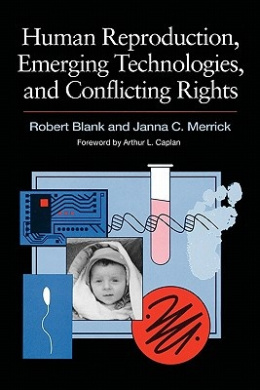 Human Reproduction,
Emerging Technologies,
and Conflicting Rights
Robert Blank and Janna C. Merrick
Foreword by Arthur L. Caplan